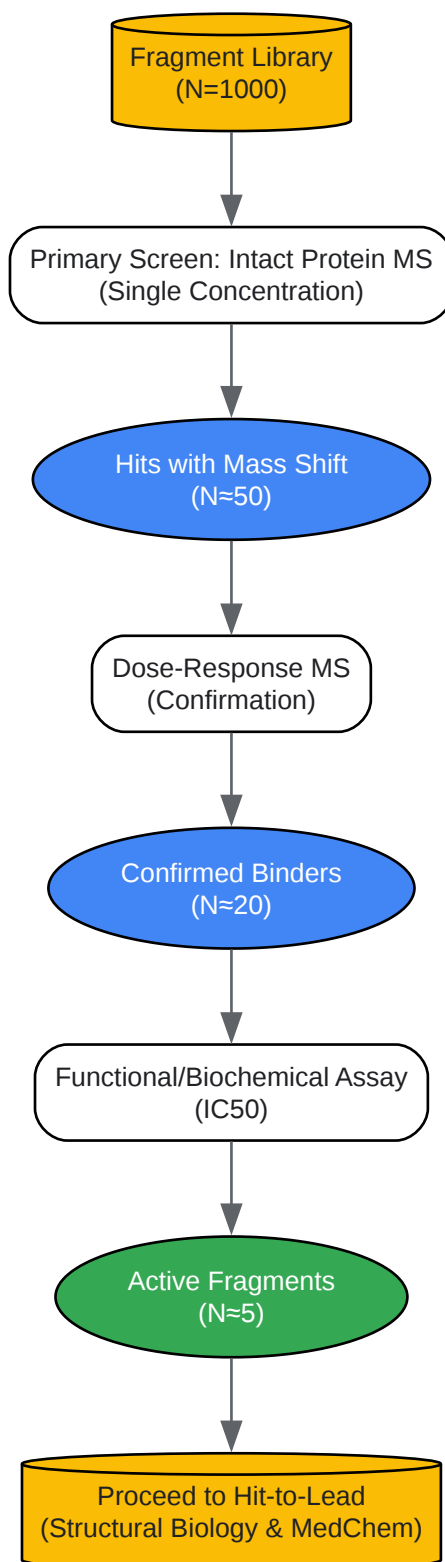 Fragment Library
(N=1000)
Primary Screen: Intact Protein MS
(Single Concentration)
Hits with Mass Shift
(N≈50)
Dose-Response MS
(Confirmation)
Confirmed Binders
(N≈20)
Functional/Biochemical Assay
(IC50)
Active Fragments
(N≈5)
Proceed to Hit-to-Lead
(Structural Biology & MedChem)